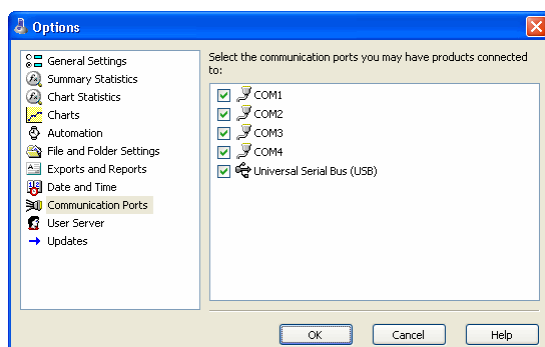 Options
General Settings
Summary Statistics
Chart Statistics
Charts
Automation
File and Folder Settings
Exports and Reports
Date and Time
Communication Ports
User Server
Updates
Select the communication ports you may have products connected
to:
COM1
COM2
COM3
COM4
Universal Serial Bus (USB)
OK
Cancel
Help